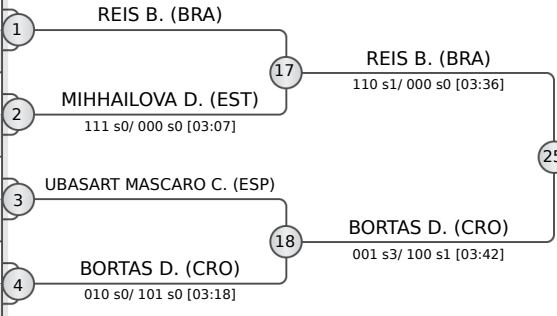 REIS B. (BRA)
1
17
REIS B. (BRA)
110 s1/ 000 s0 [03:36]
MIHHAILOVA D. (EST)
2
111 s0/ 000 s0 [03:07]
25
UBASART MASCARO C. (ESP)
3
18
BORTAS D. (CRO)
001 s3/ 100 s1 [03:42]
BORTAS D. (CRO)
4
010 s0/ 101 s0 [03:18]